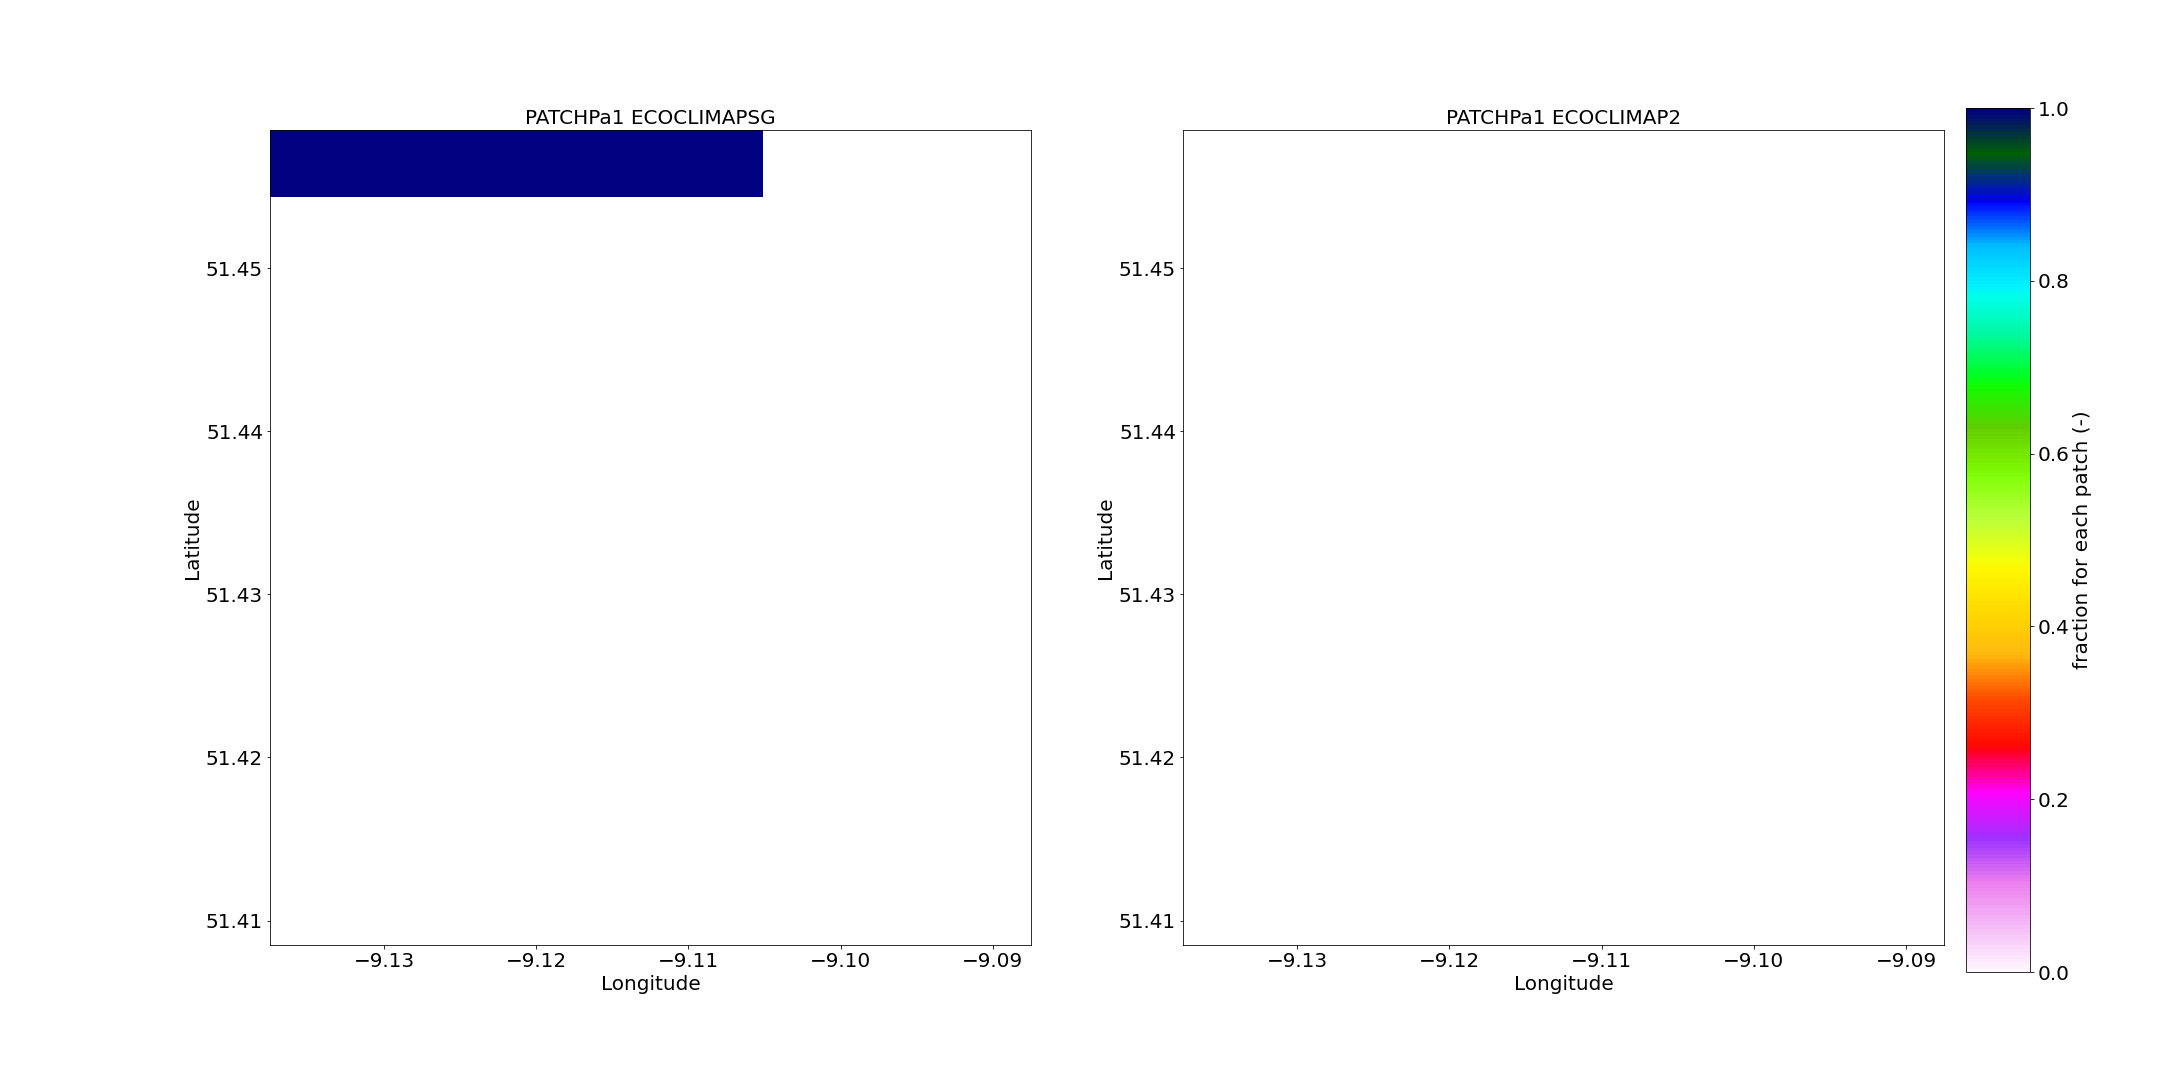 PATCHPa1 ECOCLIMAPSG
51.45
51.44
51.43
51.42
51.41
Latitude
−9.13 −9.12 −9.11 −9.10 −9.09
Longitude
PATCHPa1 ECOCLIMAP2
51.45
51.44
51.43
51.42
51.41
Latitude
−9.13 −9.12 −9.11 −9.10 −9.09
Longitude
1.0
0.8
0.6
0.4
0.2
0.0
fraction for each patch (-)